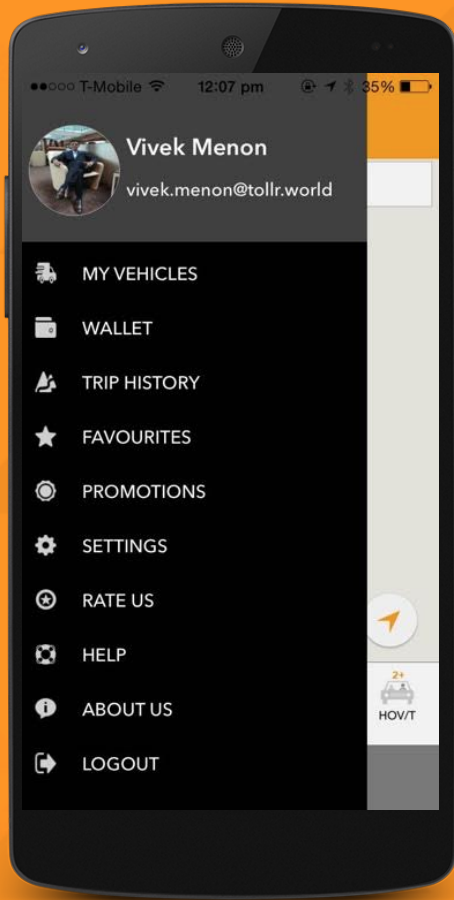 T-Mobile 12:07 pm 35%
Vivek Menon
vivek.menon@tollr.world
MY VEHICLES
WALLET
TRIP HISTORY
FAVOURITES
PROMOTIONS
SETTINGS
RATE US
HELP
2+
HOV/T
ABOUT US
LOGOUT